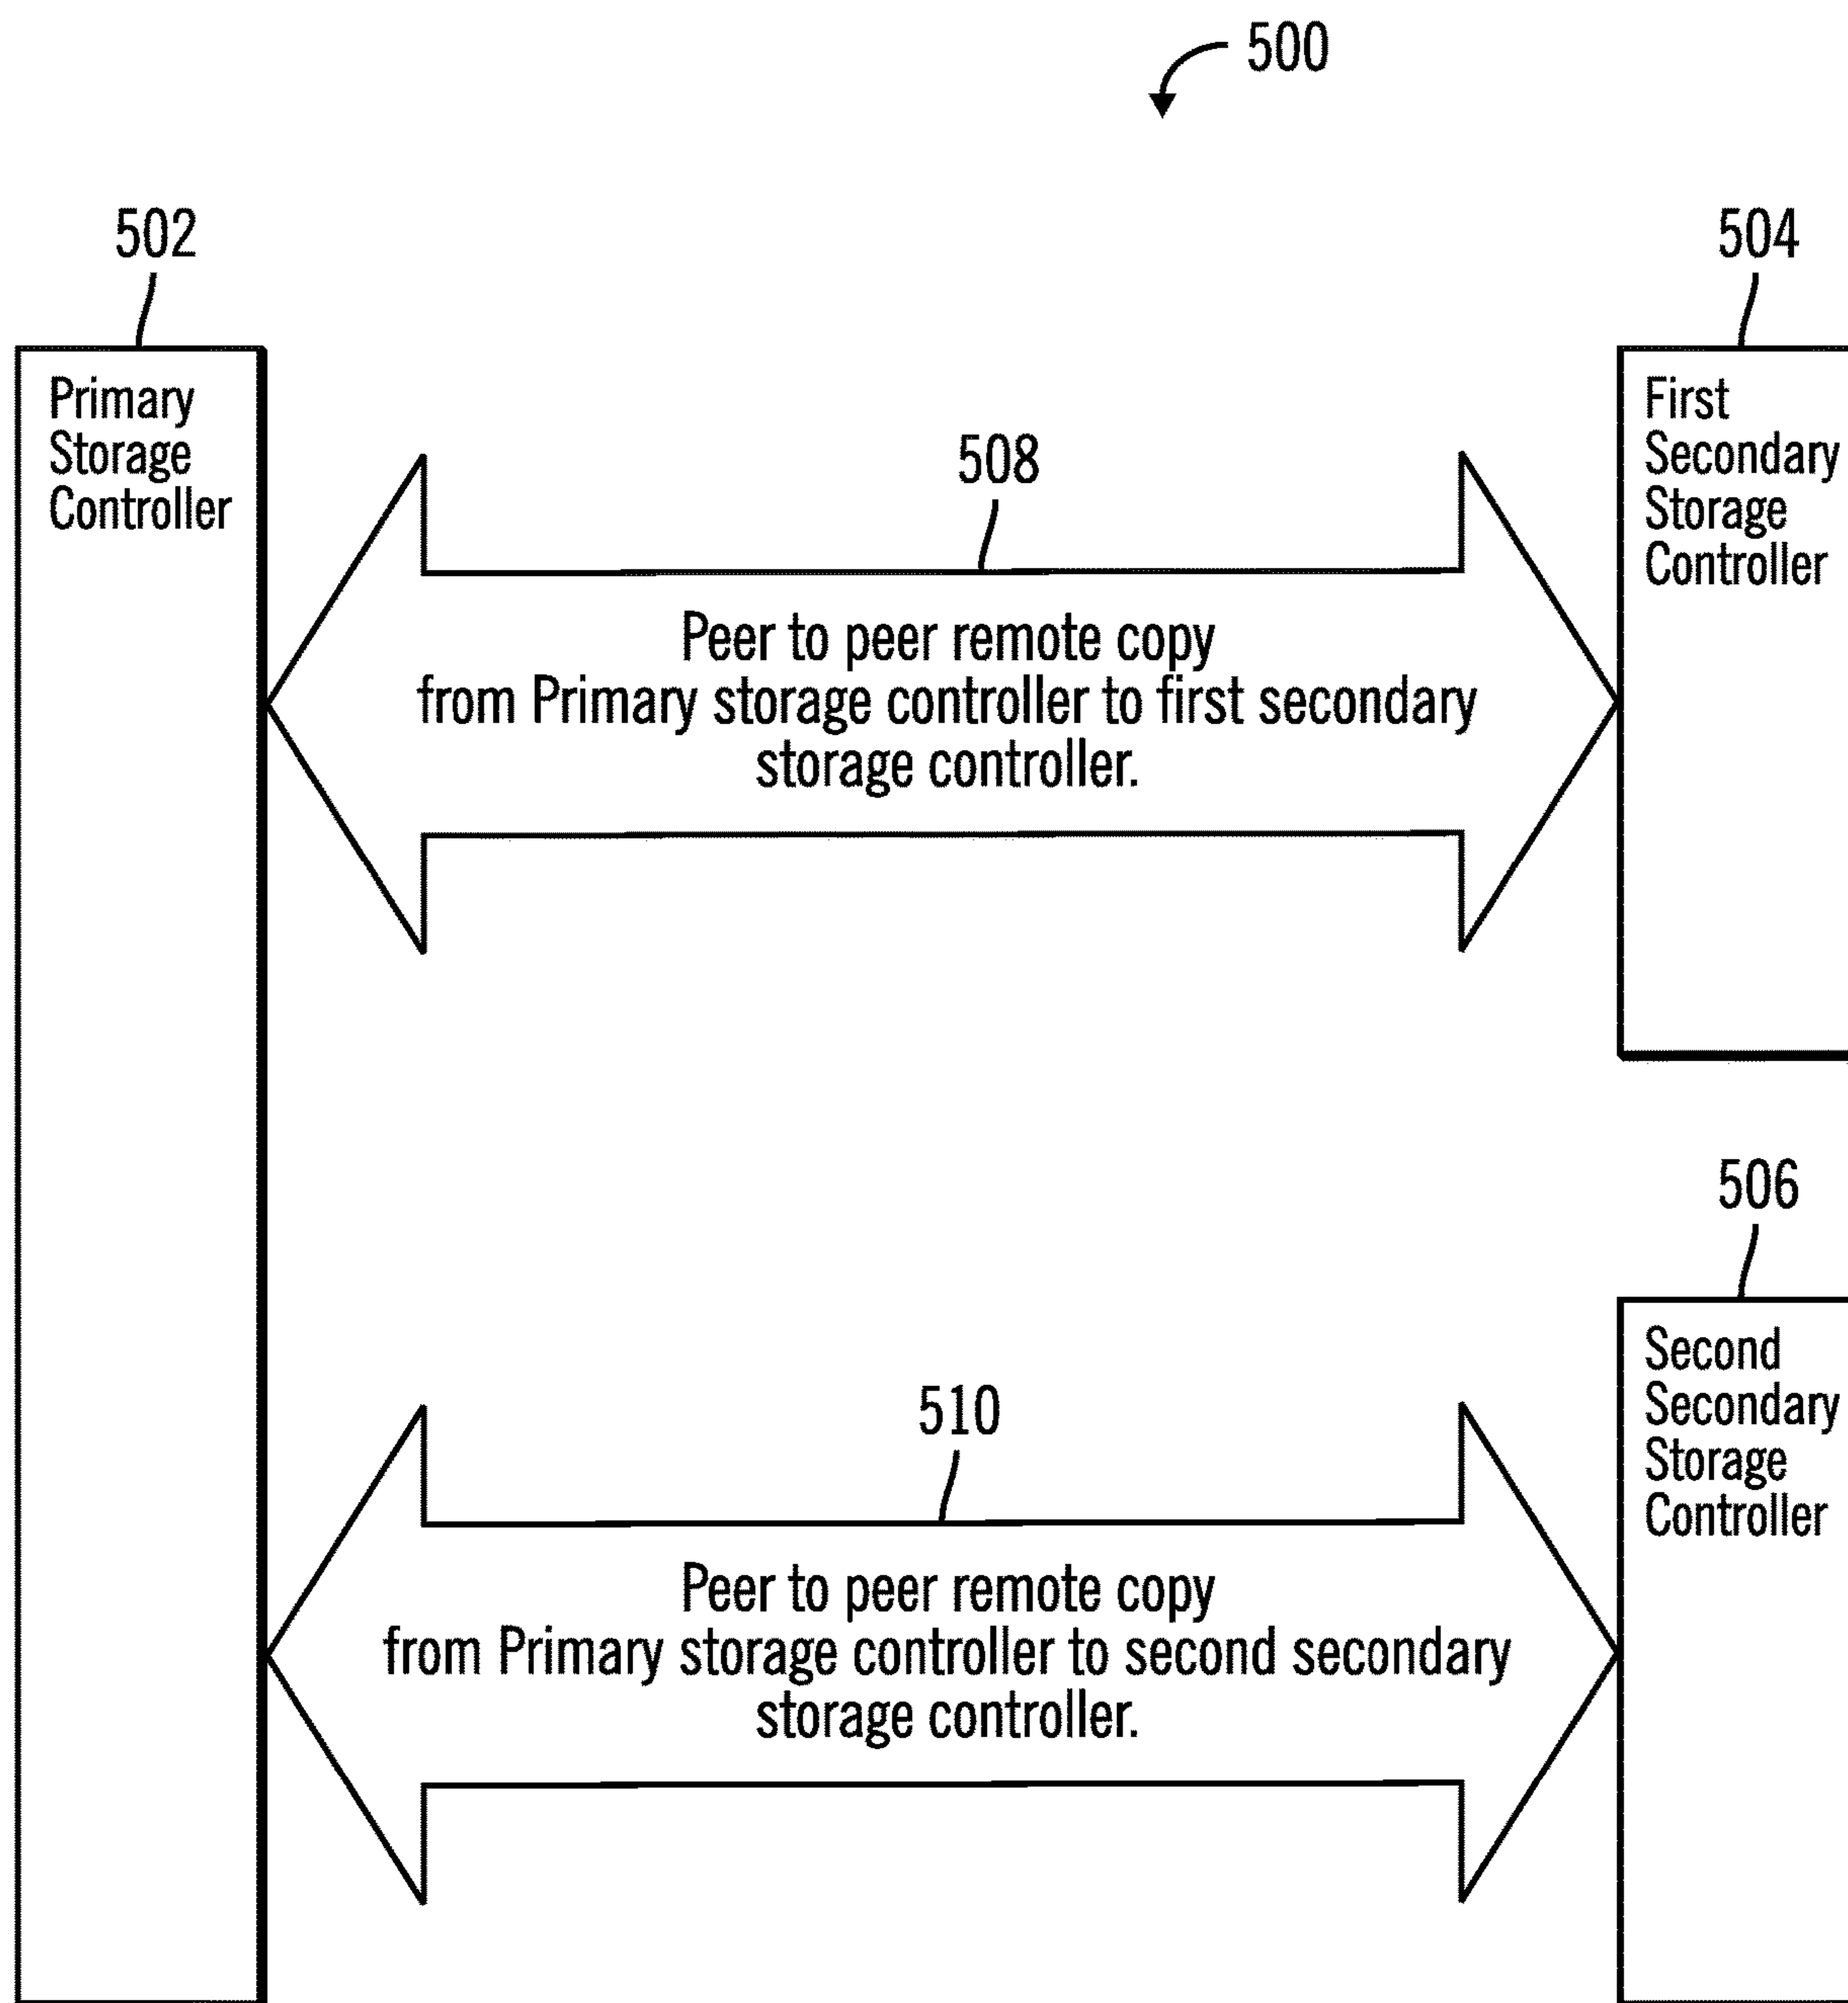 500
502
504
Primary
Storage
Controller
First
Secondary
Storage
Controller
508
Peer to peer remote copy
from Primary storage controller to first secondary
storage controller.
506
Second
Secondary
Storage
Controller
510
Peer to peer remote copy
from Primary storage controller to second secondary
storage controller.